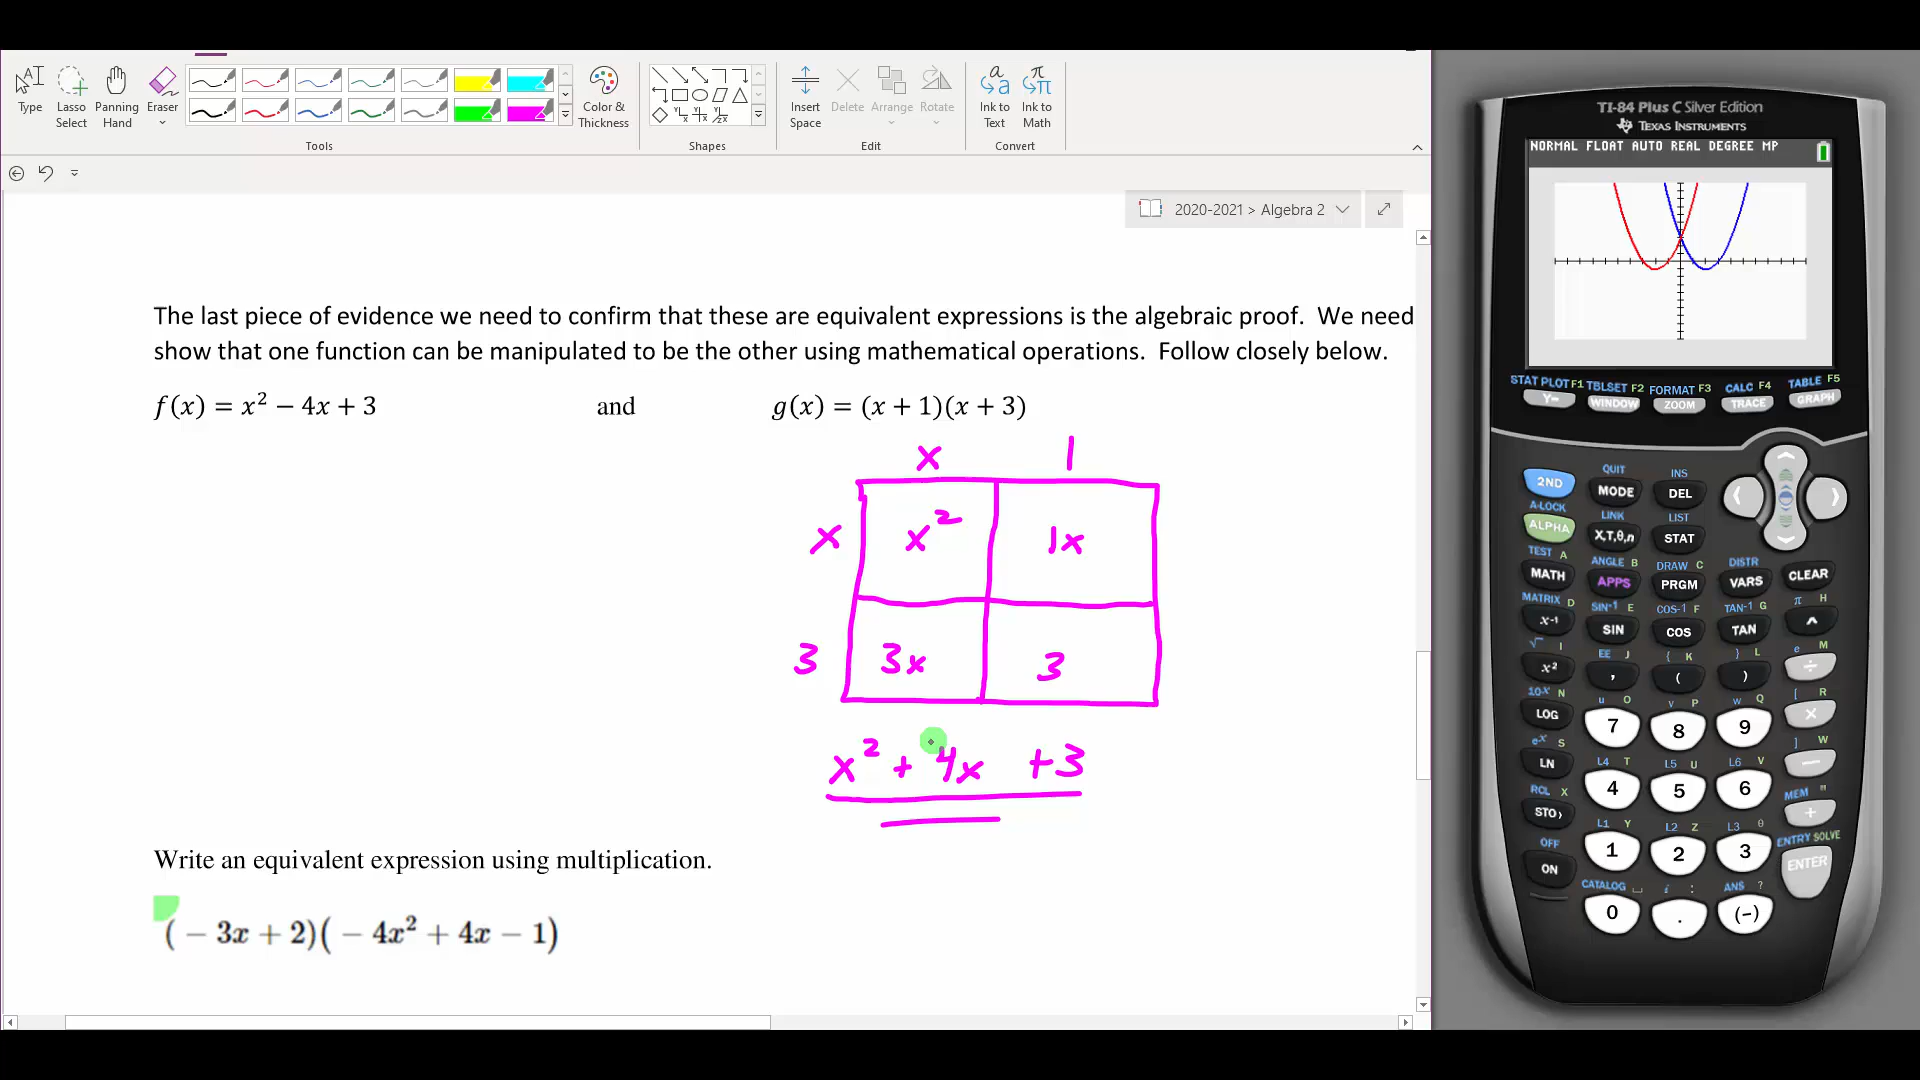 Type
Lasso Select
Panning Hand
Eraser
Color & Thickness
Insert Space
Delete
Arrange
Rotate
Ink to Text
Ink to Math
Tools
Shapes
Edit
Convert
2020-2021 > Algebra 2
The last piece of evidence we need to confirm that these are equivalent expressions is the algebraic proof. We need
show that one function can be manipulated to be the other using mathematical operations. Follow closely below.
f(x) = x² − 4x + 3 and g(x) = (x + 1)(x + 3)
x 1
x x² 1x
3 3x 3
x² + 4x + 3
Write an equivalent expression using multiplication.
(− 3x + 2)(− 4x² + 4x − 1)
TI-84 Plus C Silver Edition
TEXAS INSTRUMENTS
NORMAL FLOAT AUTO REAL DEGREE MP
STAT PLOT F1 TBLSET F2 FORMAT F3 CALC F4 TABLE F5
Y= WINDOW ZOOM TRACE GRAPH
QUIT INS
2ND MODE DEL
A-LOCK LINK LIST
ALPHA X,T,θ,n STAT
TEST A ANGLE B DRAW C DISTR
MATH APPS PRGM VARS CLEAR
MATRIX D SIN⁻¹ E COS⁻¹ F TAN⁻¹ G π H
x⁻¹ SIN COS TAN ^
√ I EE J { K } L e M
x² , ( ) ÷
10ˣ N u O v P w Q [ R
LOG 7 8 9 ×
eˣ S L4 T L5 U L6 V ] W
LN 4 5 6 −
RCL X L1 Y L2 Z L3 θ MEM "
STO› 1 2 3 +
OFF CATALOG i : ANS ? ENTRY SOLVE
ON 0 . (-) ENTER